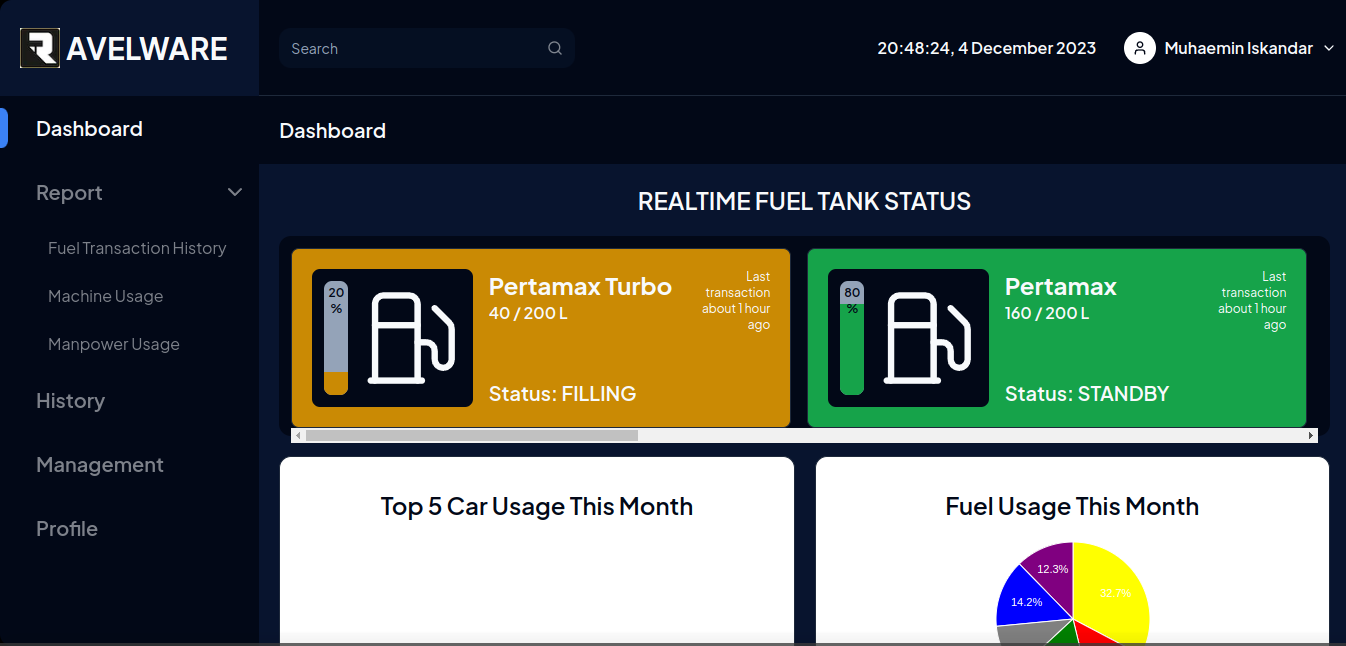 R AVELWARE
Search
20:48:24, 4 December 2023
Muhaemin Iskandar
Dashboard
Report
Fuel Transaction History
Machine Usage
Manpower Usage
History
Management
Profile
Dashboard
REALTIME FUEL TANK STATUS
20
%
Pertamax Turbo
40 / 200 L
Last
transaction
about 1 hour
ago
Status: FILLING
80
%
Pertamax
160 / 200 L
Last
transaction
about 1 hour
ago
Status: STANDBY
Top 5 Car Usage This Month
Fuel Usage This Month
12.3%
32.7%
14.2%